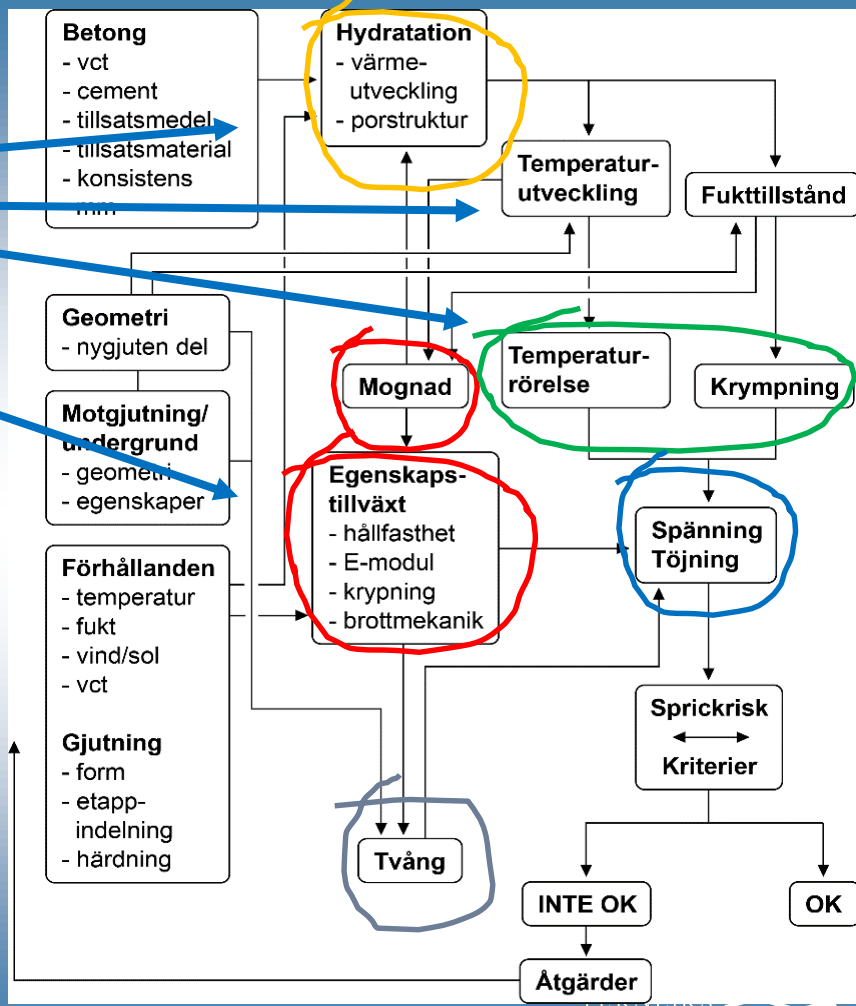 Betong
- vct
- cement
- tillsatsmedel
- tillsatsmaterial
- konsistens
- mm
Hydratation
- värme-
utveckling
- porstruktur
Temperatur-
utveckling
Fukttillstånd
Geometri
- nygjuten del
Motgjutning/
undergrund
- geometri
- egenskaper
Mognad
Temperatur-
rörelse
Krympning
Egenskaps-
tillväxt
- hållfasthet
- E-modul
- krypning
- brottmekanik
Spänning
Töjning
Förhållanden
- temperatur
- fukt
- vind/sol
- vct
Gjutning
- form
- etapp-
indelning
- härdning
Sprickrisk
Kriterier
Tvång
INTE OK
OK
Åtgärder